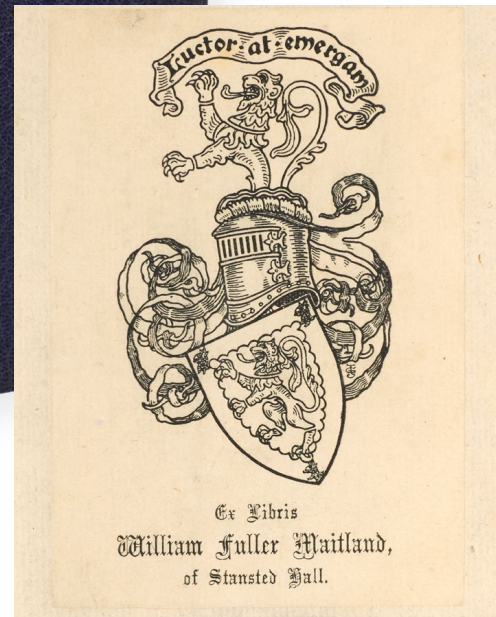 Luctor · at · emergam
Ex Libris
William Fuller Maitland,
of Stansted Hall.